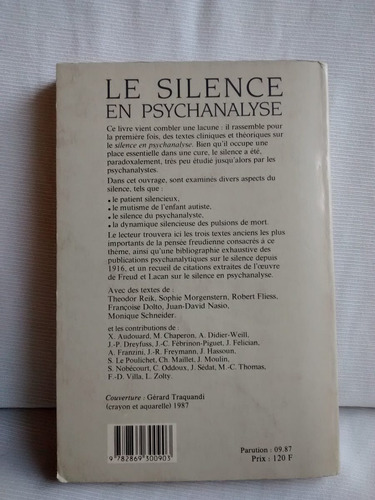 LE SILENCE
EN PSYCHANALYSE
Ce livre vient combler une lacune : il rassemble pour
la première fois, des textes cliniques et théoriques sur
le silence en psychanalyse. Bien qu'il occupe une
place essentielle dans une cure, le silence a été,
paradoxalement, très peu étudié jusqu'alors par les
psychanalystes.
Dans cet ouvrage, sont examinés divers aspects du
silence, tels que :
• le patient silencieux,
• le mutisme de l'enfant autiste,
• le silence du psychanalyste,
• la dynamique silencieuse des pulsions de mort.
Le lecteur trouvera ici les trois textes anciens les plus
importants de la pensée freudienne consacrés à ce
thème, ainsi qu'une bibliographie exhaustive des
publications psychanalytiques sur le silence depuis
1916, et un recueil de citations extraites de l'œuvre
de Freud et Lacan sur le silence en psychanalyse.
Avec des textes de :
Theodor Reik, Sophie Morgenstern, Robert Fliess,
Françoise Dolto, Juan-David Nasio,
Monique Schneider.
et les contributions de :
X. Audouard, M. Chaperon, A. Didier-Weill,
J.-P. Dreyfuss, J.-C. Febrinon-Piguet, J. Felician,
A. Franzini, J.-R. Freymann, J. Hassoun,
S. Le Poulichet, Ch. Maillet, J. Moulin,
S. Nobécourt, C. Oddoux, J. Sédat, M.-C. Thomas,
F.-D. Villa, L. Zolty.
Couverture : Gérard Traquandi
(crayon et aquarelle) 1987
9 782869 300903
Parution : 09.87
Prix : 120 F